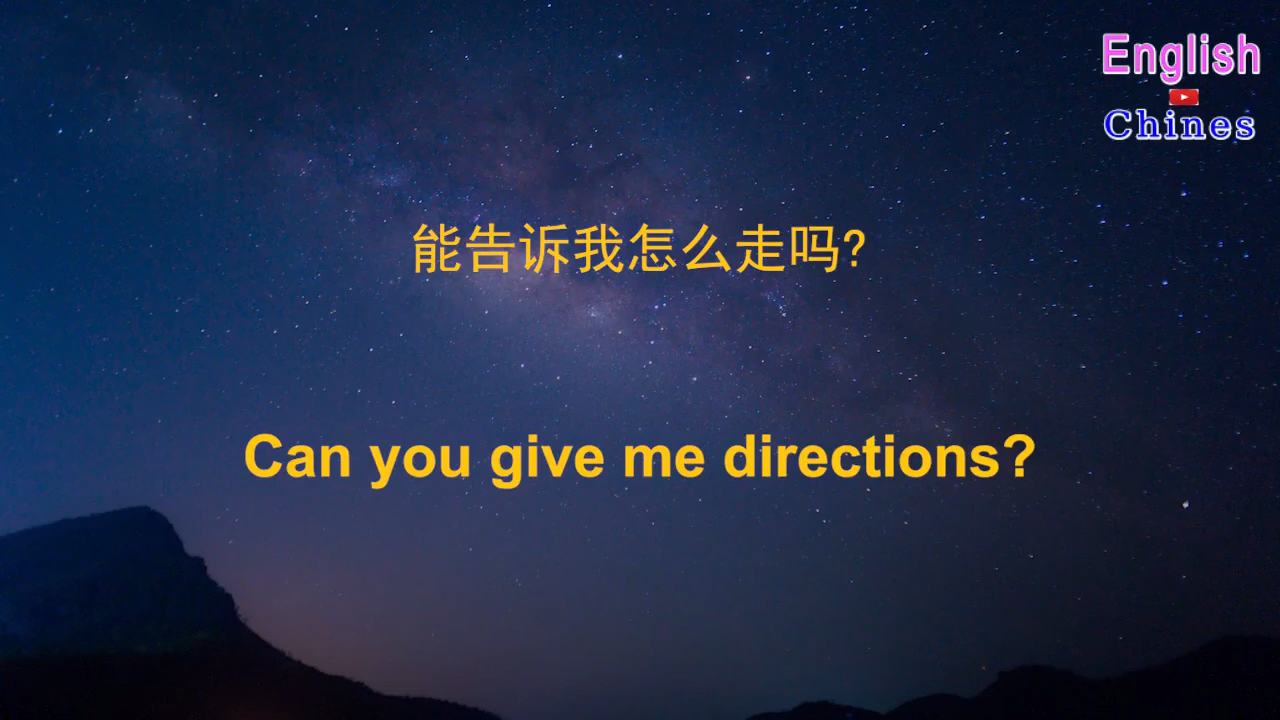 English
Chines
能告诉我怎么走吗?
Can you give me directions?